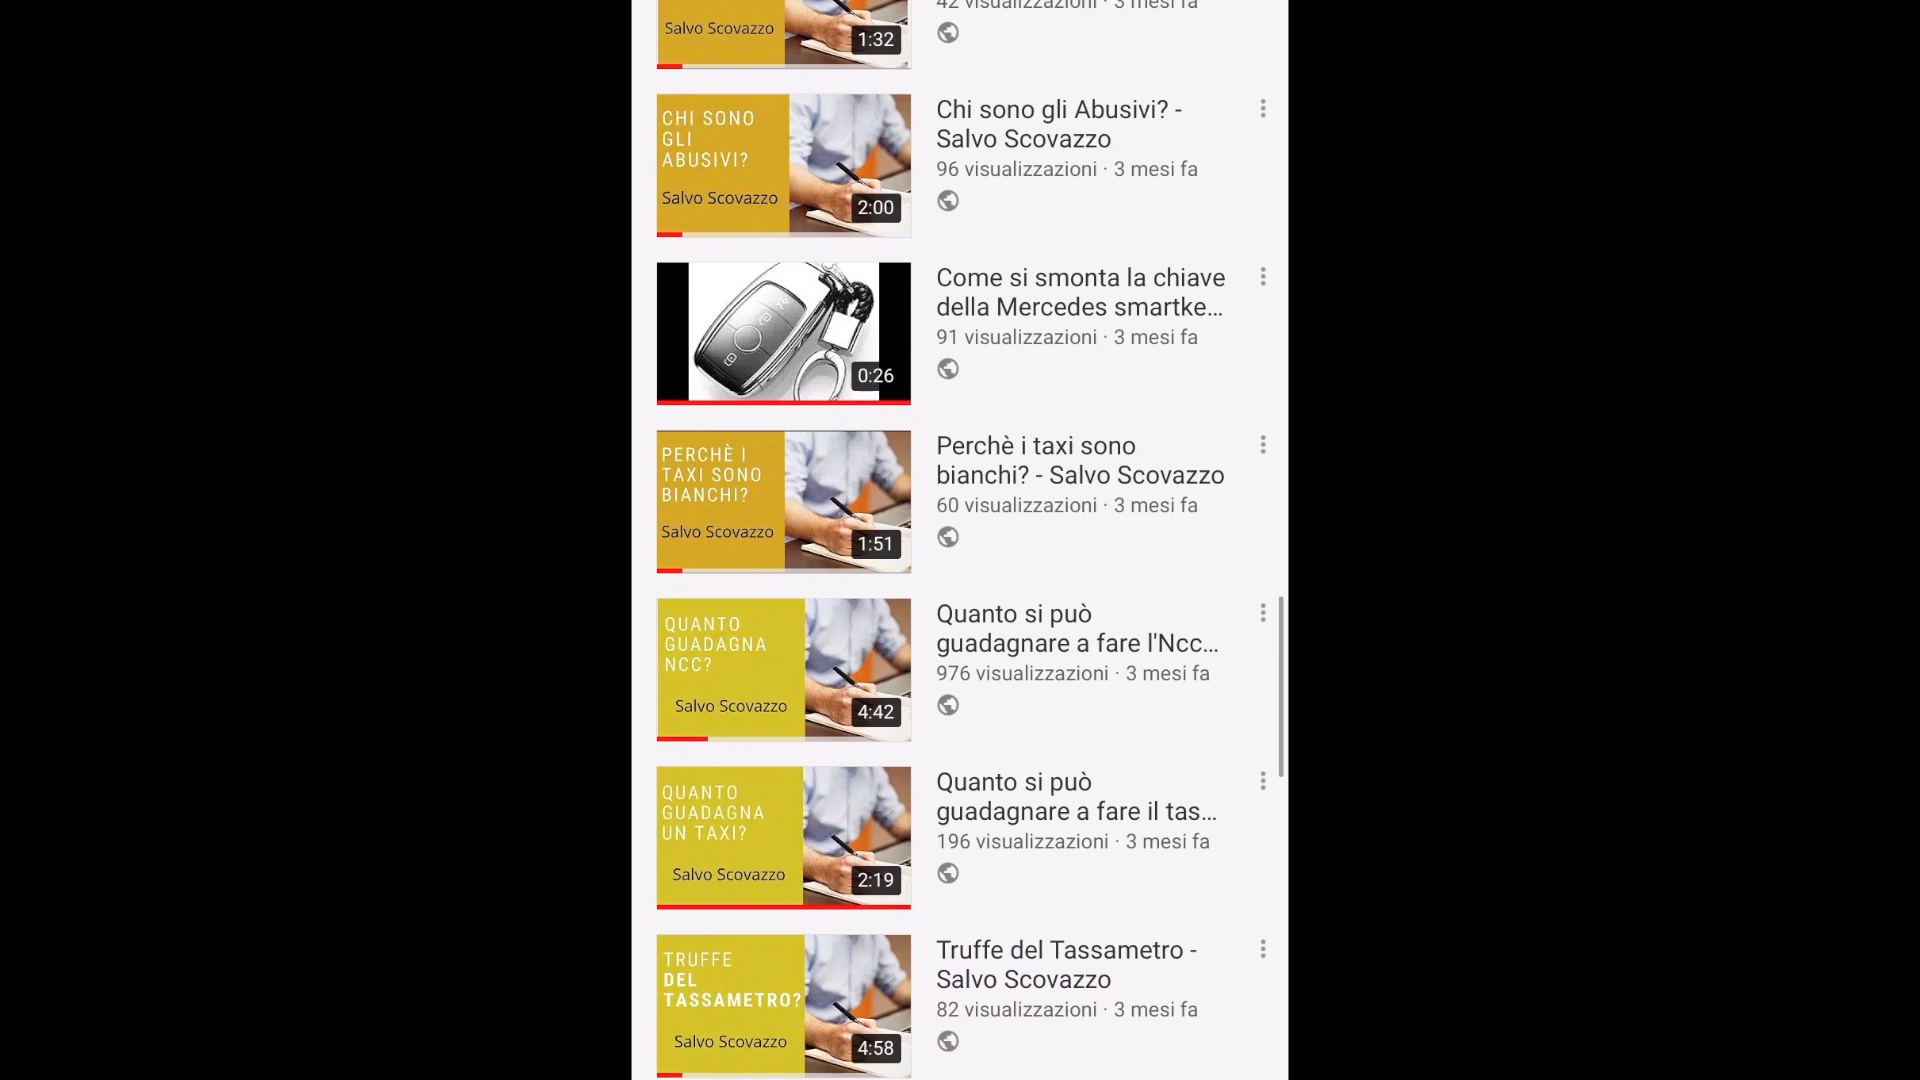 Salvo Scovazzo
1:32
42 visualizzazioni · 3 mesi fa
CHI SONO
GLI
ABUSIVI?
Salvo Scovazzo
2:00
Chi sono gli Abusivi? -
Salvo Scovazzo
96 visualizzazioni · 3 mesi fa
0:26
Come si smonta la chiave
della Mercedes smartke...
91 visualizzazioni · 3 mesi fa
PERCHÈ I
TAXI SONO
BIANCHI?
Salvo Scovazzo
1:51
Perchè i taxi sono
bianchi? - Salvo Scovazzo
60 visualizzazioni · 3 mesi fa
QUANTO
GUADAGNA
NCC?
Salvo Scovazzo
4:42
Quanto si può
guadagnare a fare l'Ncc...
976 visualizzazioni · 3 mesi fa
QUANTO
GUADAGNA
UN TAXI?
Salvo Scovazzo
2:19
Quanto si può
guadagnare a fare il tas...
196 visualizzazioni · 3 mesi fa
TRUFFE
DEL
TASSAMETRO?
Salvo Scovazzo
4:58
Truffe del Tassametro -
Salvo Scovazzo
82 visualizzazioni · 3 mesi fa